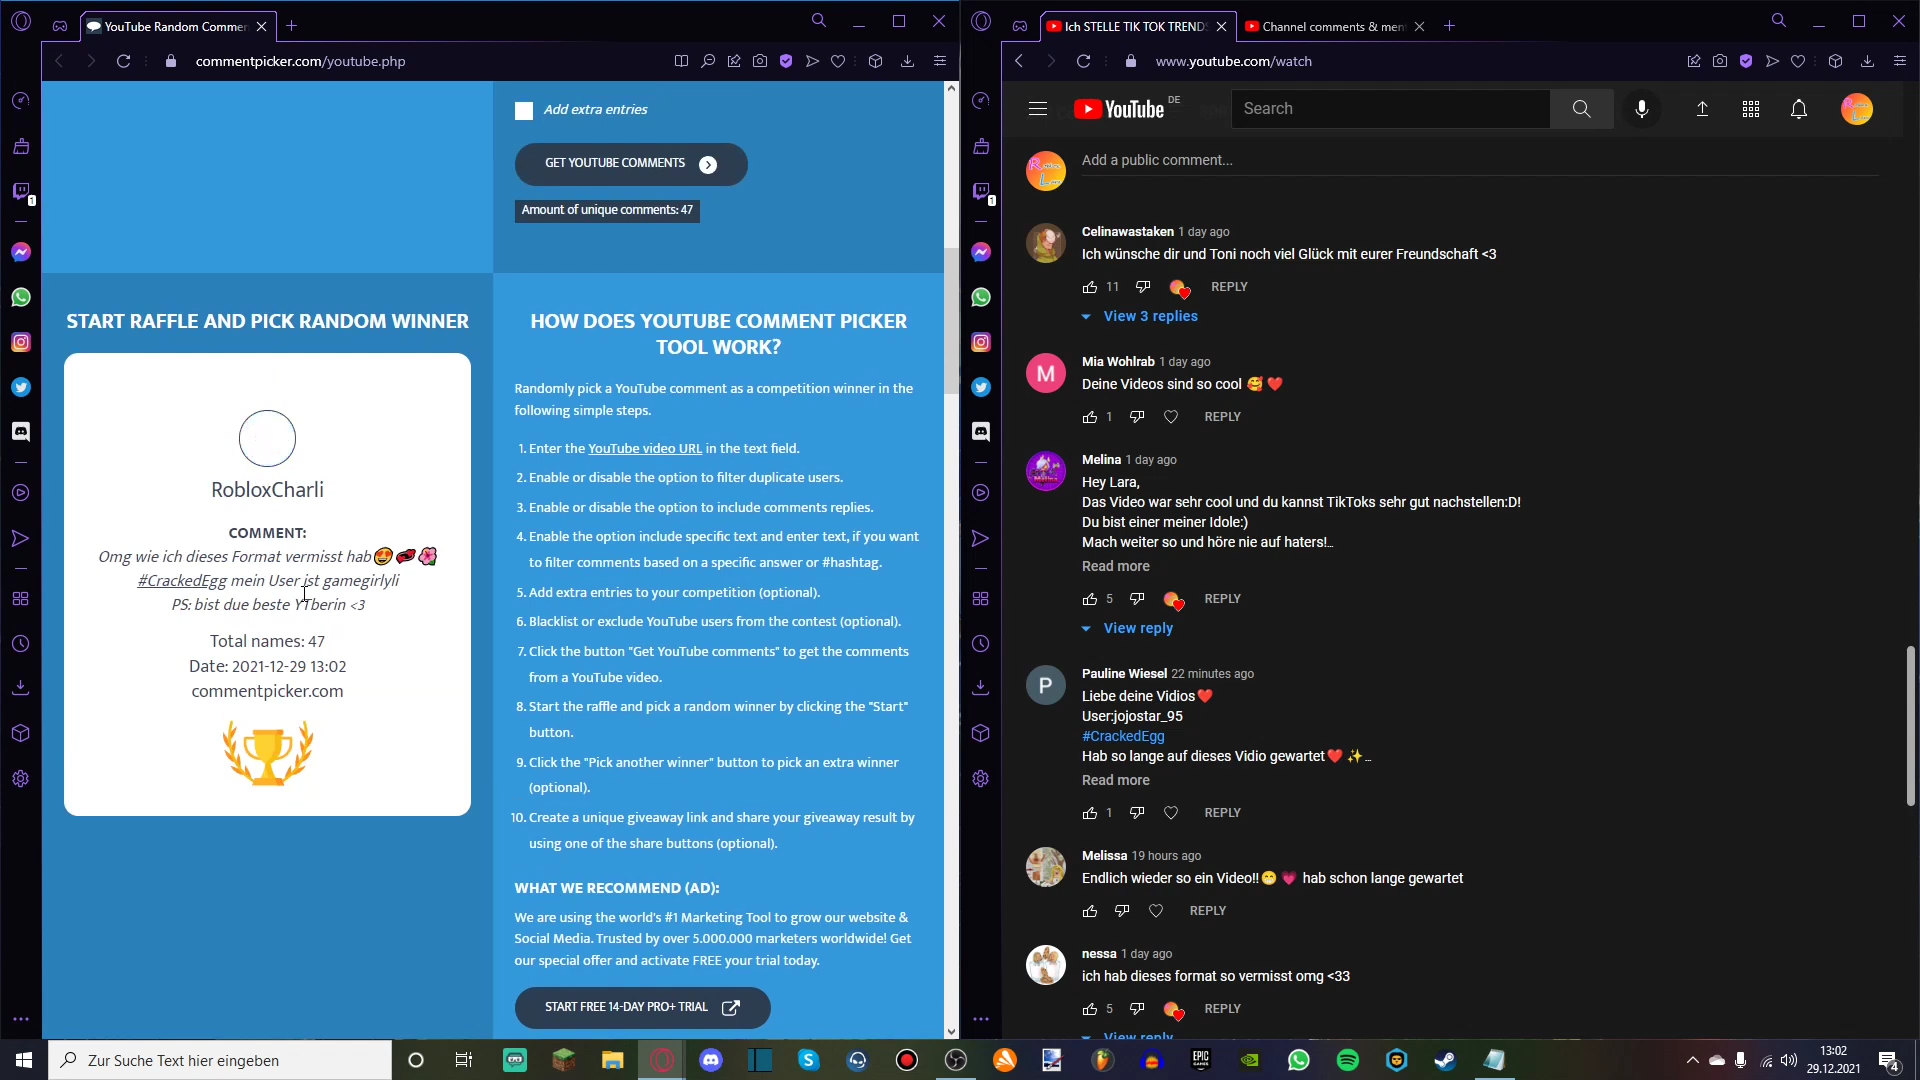 YouTube Random Commen
commentpicker.com/youtube.php
Add extra entries
GET YOUTUBE COMMENTS
Amount of unique comments: 47
START RAFFLE AND PICK RANDOM WINNER
RobloxCharli
COMMENT:
Omg wie ich dieses Format vermisst hab😍💋🌺
#CrackedEgg mein User ist gamegirlyli
PS: bist due beste YTberin <3
Total names: 47
Date: 2021-12-29 13:02
commentpicker.com
HOW DOES YOUTUBE COMMENT PICKER
TOOL WORK?
Randomly pick a YouTube comment as a competition winner in the
following simple steps.
1. Enter the YouTube video URL in the text field.
2. Enable or disable the option to filter duplicate users.
3. Enable or disable the option to include comments replies.
4. Enable the option include specific text and enter text, if you want
to filter comments based on a specific answer or #hashtag.
5. Add extra entries to your competition (optional).
6. Blacklist or exclude YouTube users from the contest (optional).
7. Click the button "Get YouTube comments" to get the comments
from a YouTube video.
8. Start the raffle and pick a random winner by clicking the "Start"
button.
9. Click the "Pick another winner" button to pick an extra winner
(optional).
10. Create a unique giveaway link and share your giveaway result by
using one of the share buttons (optional).
WHAT WE RECOMMEND (AD):
We are using the world's #1 Marketing Tool to grow our website &
Social Media. Trusted by over 5.000.000 marketers worldwide! Get
our special offer and activate FREE your trial today.
START FREE 14-DAY PRO+ TRIAL
1
Ich STELLE TIK TOK TRENDS
Channel comments & men
www.youtube.com/watch
YouTube DE
Search
Add a public comment...
Celinawastaken 1 day ago
Ich wünsche dir und Toni noch viel Glück mit eurer Freundschaft <3
11 REPLY
View 3 replies
M
Mia Wohlrab 1 day ago
Deine Videos sind so cool 🥰❤️
1 REPLY
Melina 1 day ago
Hey Lara,
Das Video war sehr cool und du kannst TikToks sehr gut nachstellen:D!
Du bist einer meiner Idole:)
Mach weiter so und höre nie auf haters!…
Read more
5 REPLY
View reply
P
Pauline Wiesel 22 minutes ago
Liebe deine Vidios❤️
User:jojostar_95
#CrackedEgg
Hab so lange auf dieses Vidio gewartet❤️✨…
Read more
1 REPLY
Melissa 19 hours ago
Endlich wieder so ein Video!!😁💗 hab schon lange gewartet
REPLY
nessa 1 day ago
ich hab dieses format so vermisst omg <33
5 REPLY
View reply
1
Zur Suche Text hier eingeben
EPIC
GAMES
13:02
29.12.2021
4